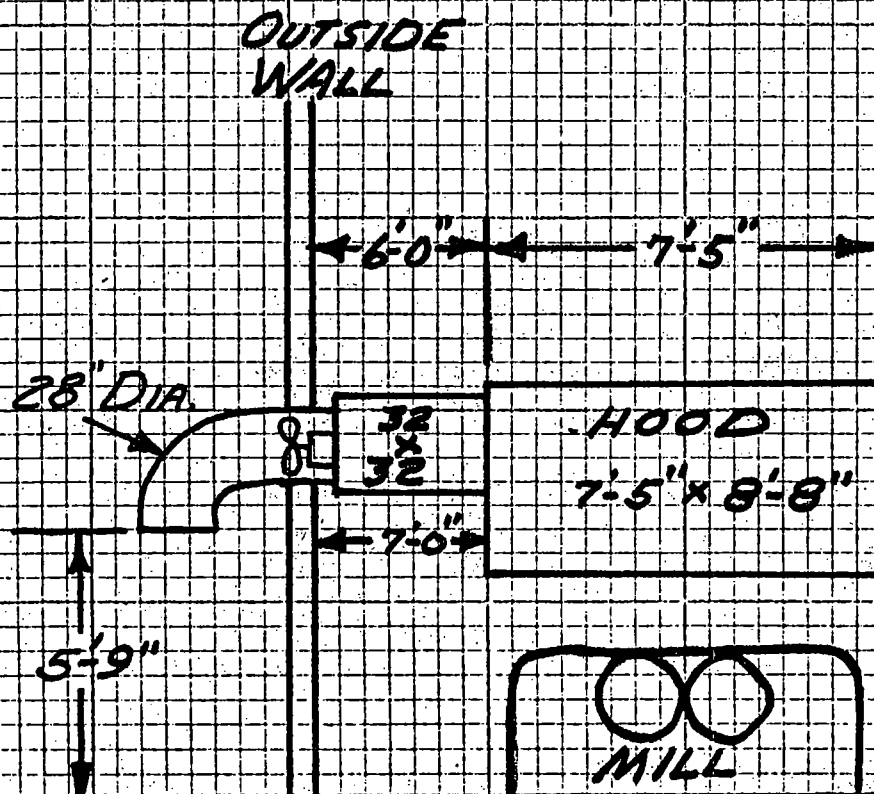 OUTSIDE
WALL
6'-0"
7'-5"
28" DIA.
32
x
32
HOOD
7'-5" x 8'-8"
7'-0"
5'-9"
MILL